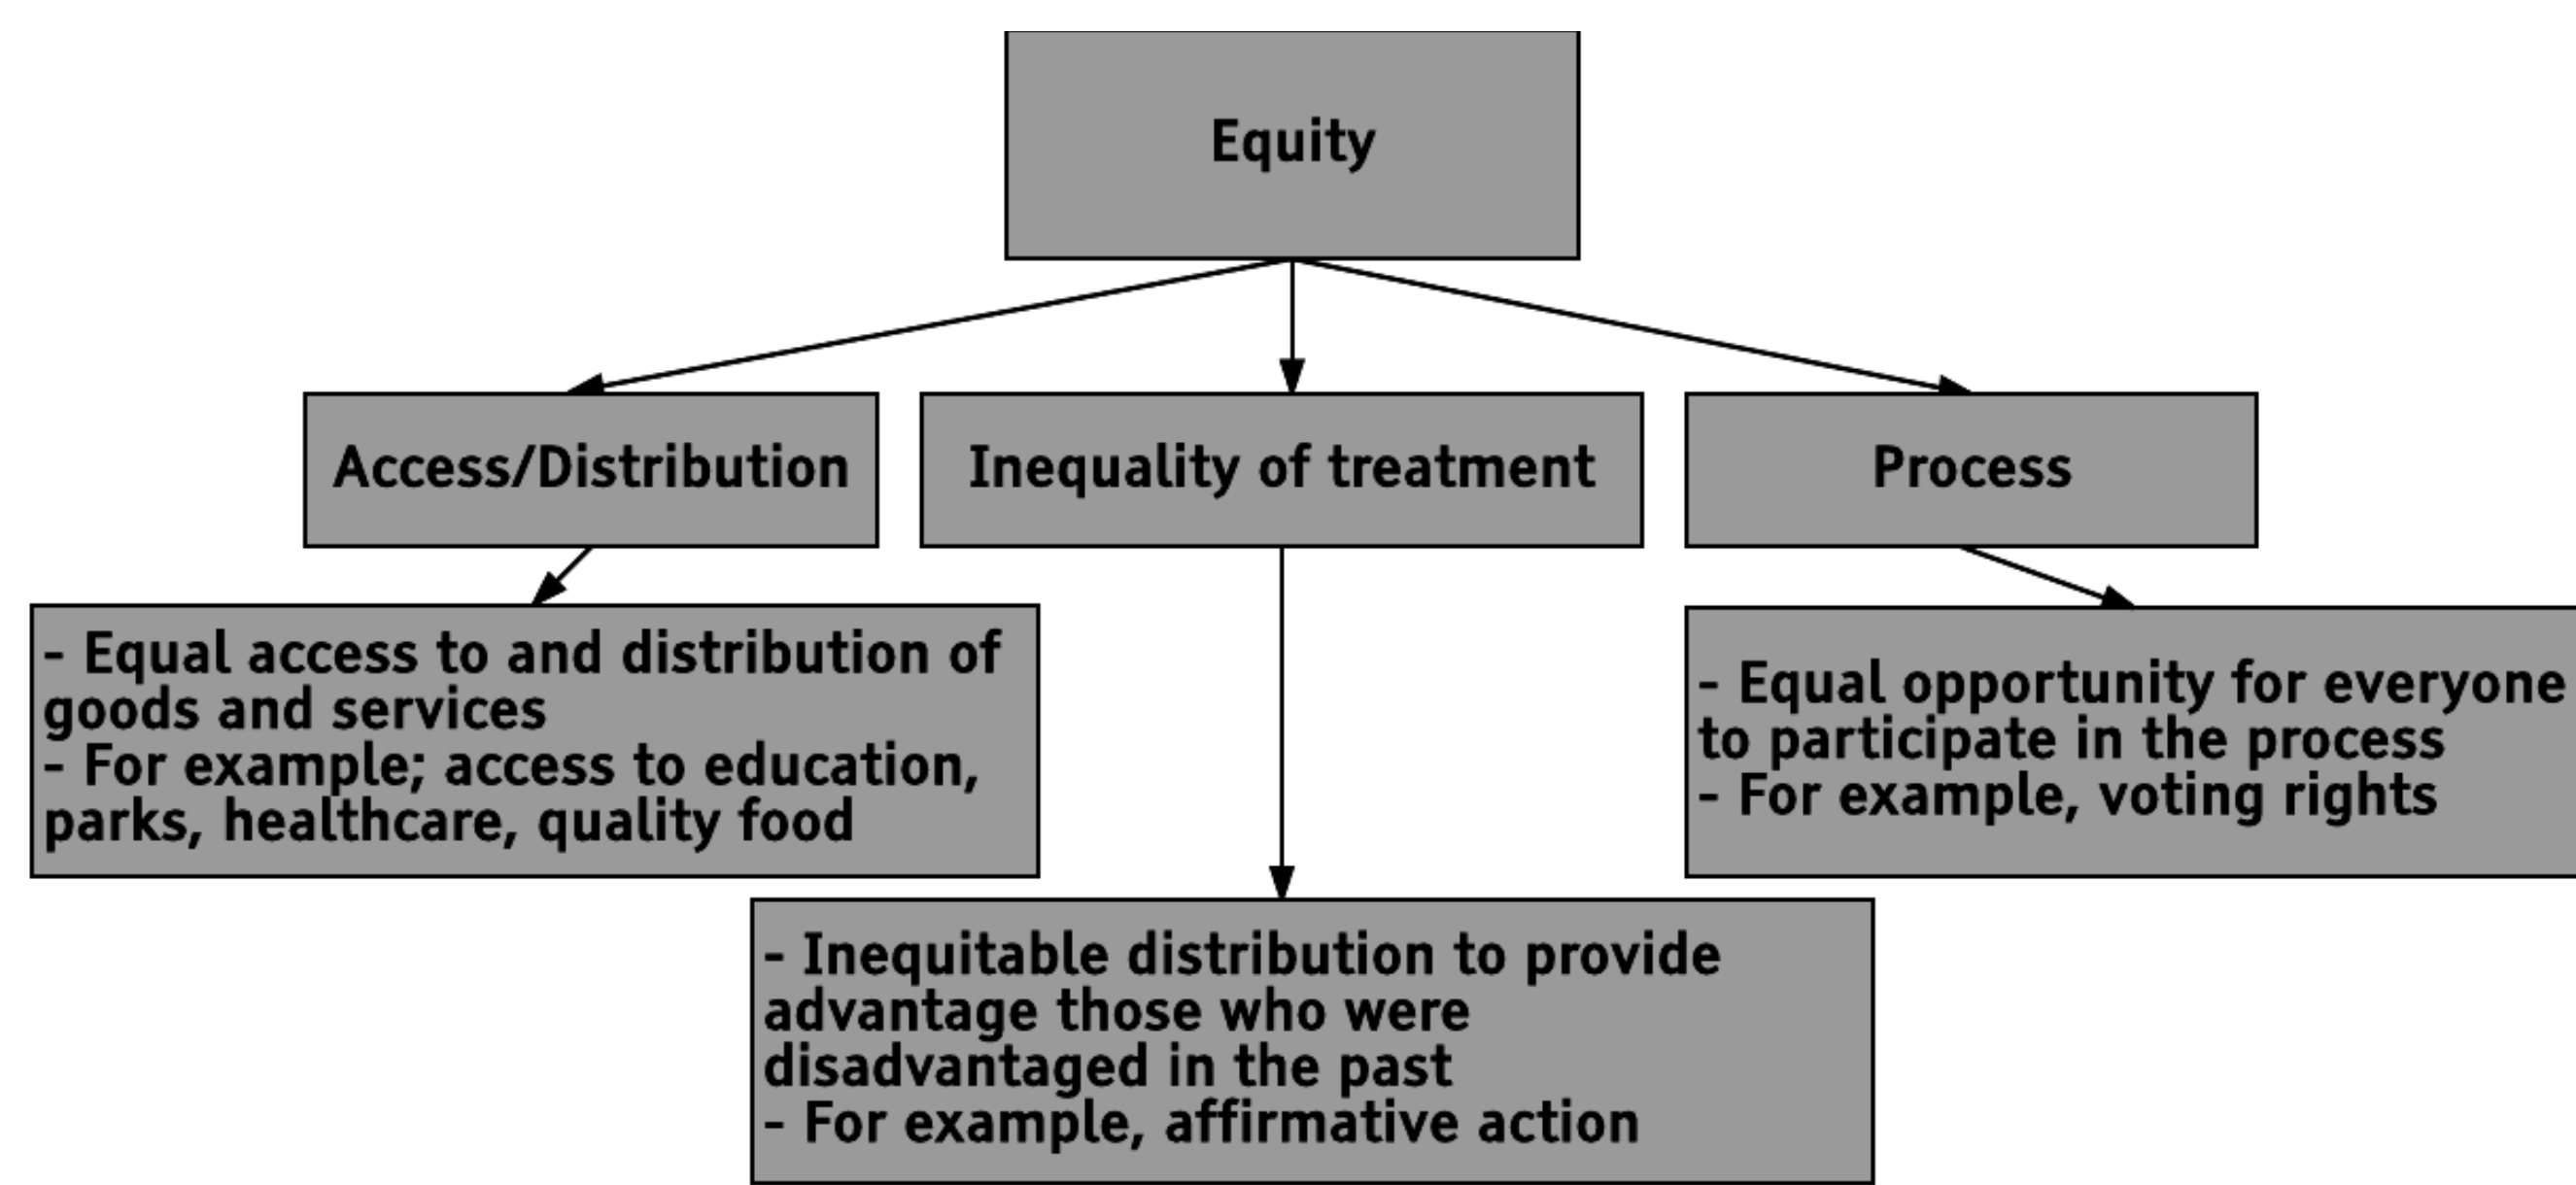 Equity
Access/Distribution
Inequality of treatment
Process
- Equal access to and distribution of
goods and services
- For example; access to education,
parks, healthcare, quality food
- Equal opportunity for everyone
to participate in the process
- For example, voting rights
- Inequitable distribution to provide
advantage those who were
disadvantaged in the past
- For example, affirmative action